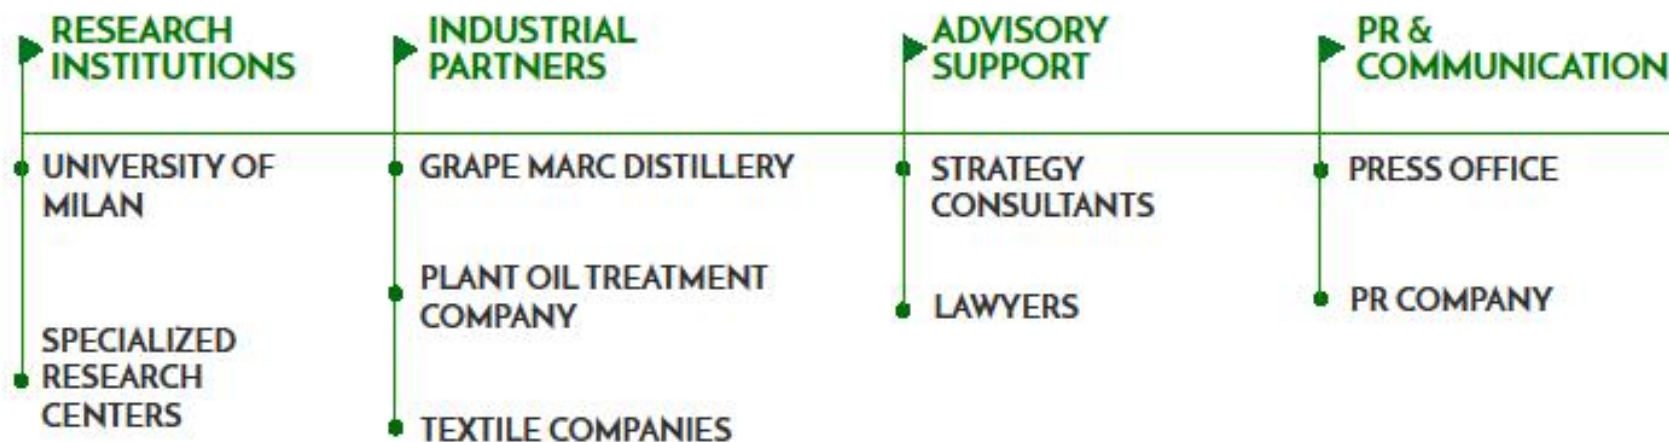 RESEARCH
INSTITUTIONS
UNIVERSITY OF
MILAN
SPECIALIZED
RESEARCH
CENTERS
INDUSTRIAL
PARTNERS
GRAPE MARC DISTILLERY
PLANT OIL TREATMENT
COMPANY
TEXTILE COMPANIES
ADVISORY
SUPPORT
STRATEGY
CONSULTANTS
LAWYERS
PR &
COMMUNICATION
PRESS OFFICE
PR COMPANY